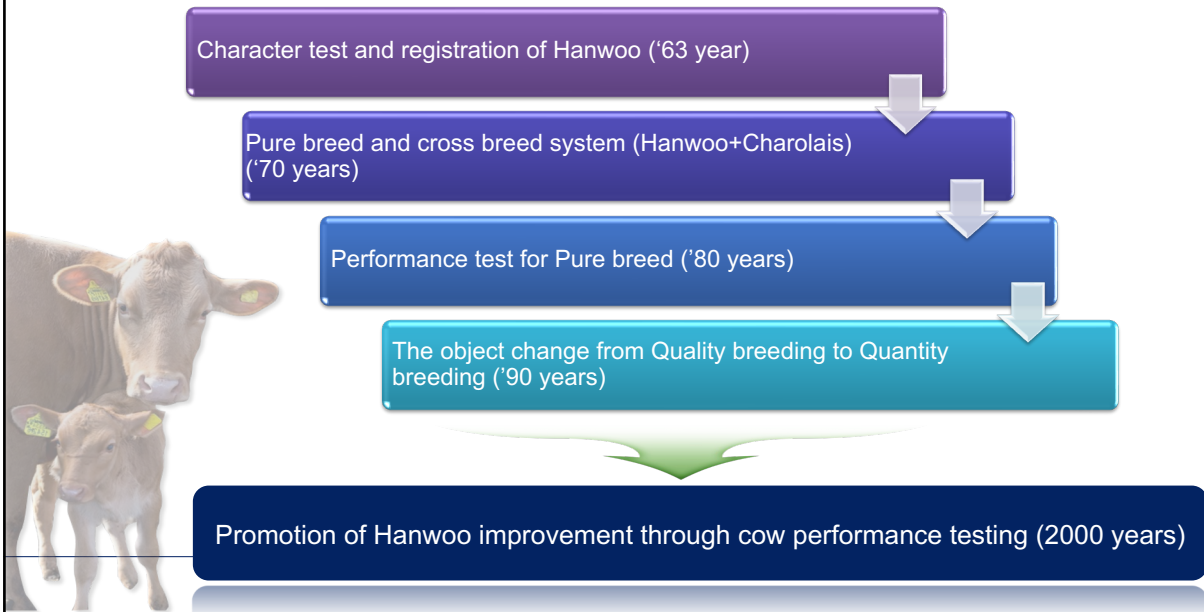 Character test and registration of Hanwoo (‘63 year)
Pure breed and cross breed system (Hanwoo+Charolais)
(‘70 years)
Performance test for Pure breed (’80 years)
The object change from Quality breeding to Quantity
breeding (’90 years)
Promotion of Hanwoo improvement through cow performance testing (2000 years)